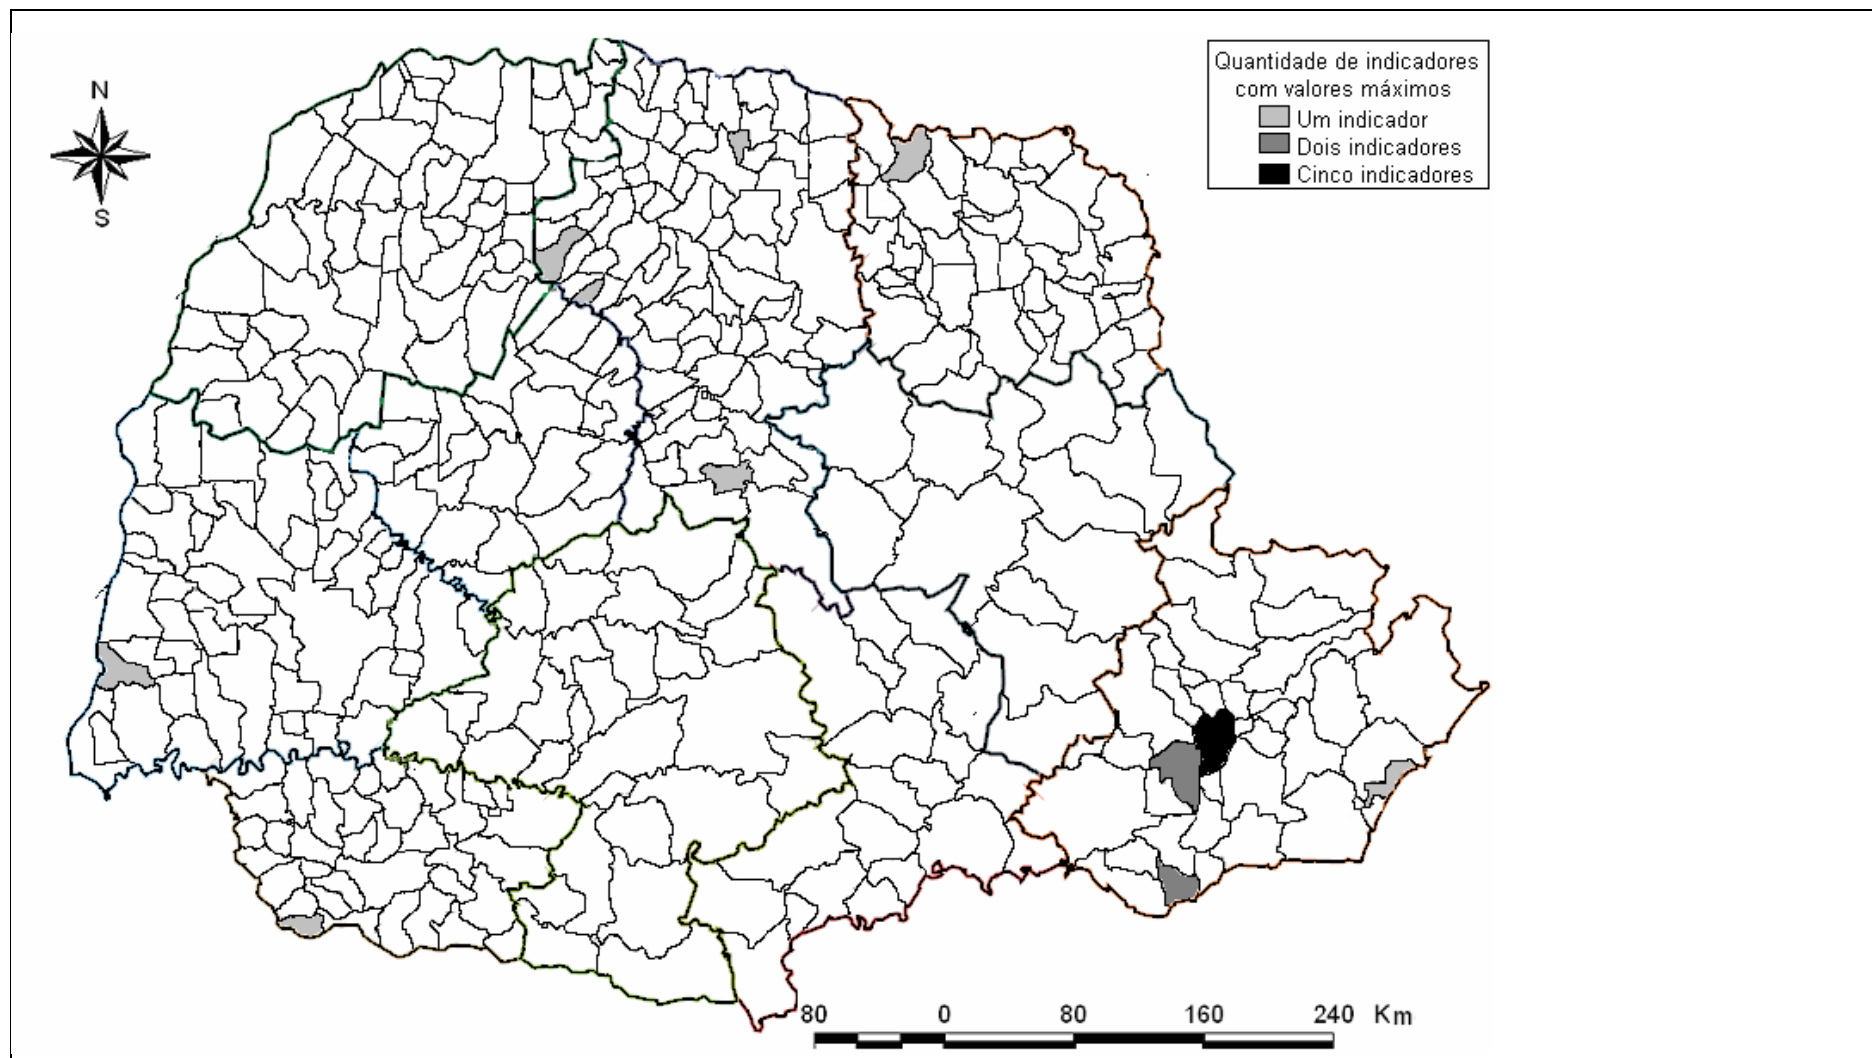 Quantidade de indicadores
com valores máximos
Um indicador
Dois indicadores
Cinco indicadores
N
S
80 0 80 160 240 Km